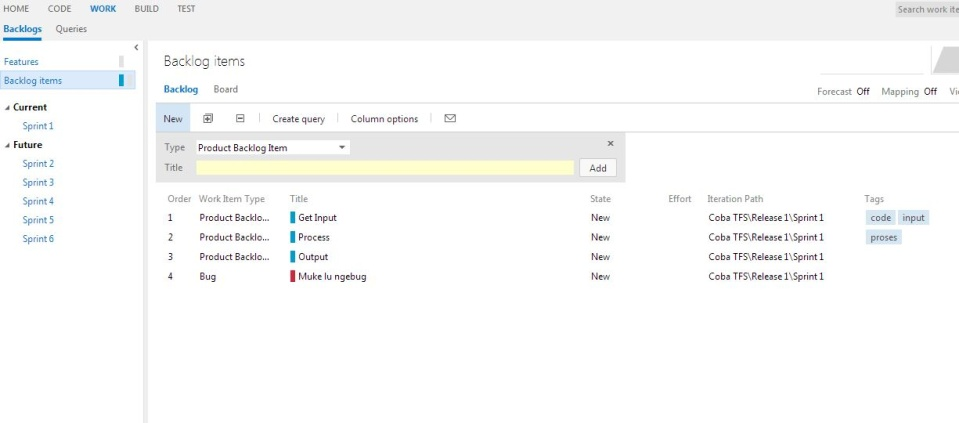 HOME CODE WORK BUILD TEST
Search work ite
Backlogs Queries
Features
Backlog items
Current
Sprint 1
Future
Sprint 2
Sprint 3
Sprint 4
Sprint 5
Sprint 6
Backlog items
Backlog Board
Forecast Off Mapping Off Vi
New Create query Column options
Type Product Backlog Item
Title Add
Order Work Item Type Title State Effort Iteration Path Tags
1 Product Backlo... Get Input New Coba TFS\Release 1\Sprint 1 code input
2 Product Backlo... Process New Coba TFS\Release 1\Sprint 1 proses
3 Product Backlo... Output New Coba TFS\Release 1\Sprint 1
4 Bug Muke lu ngebug New Coba TFS\Release 1\Sprint 1